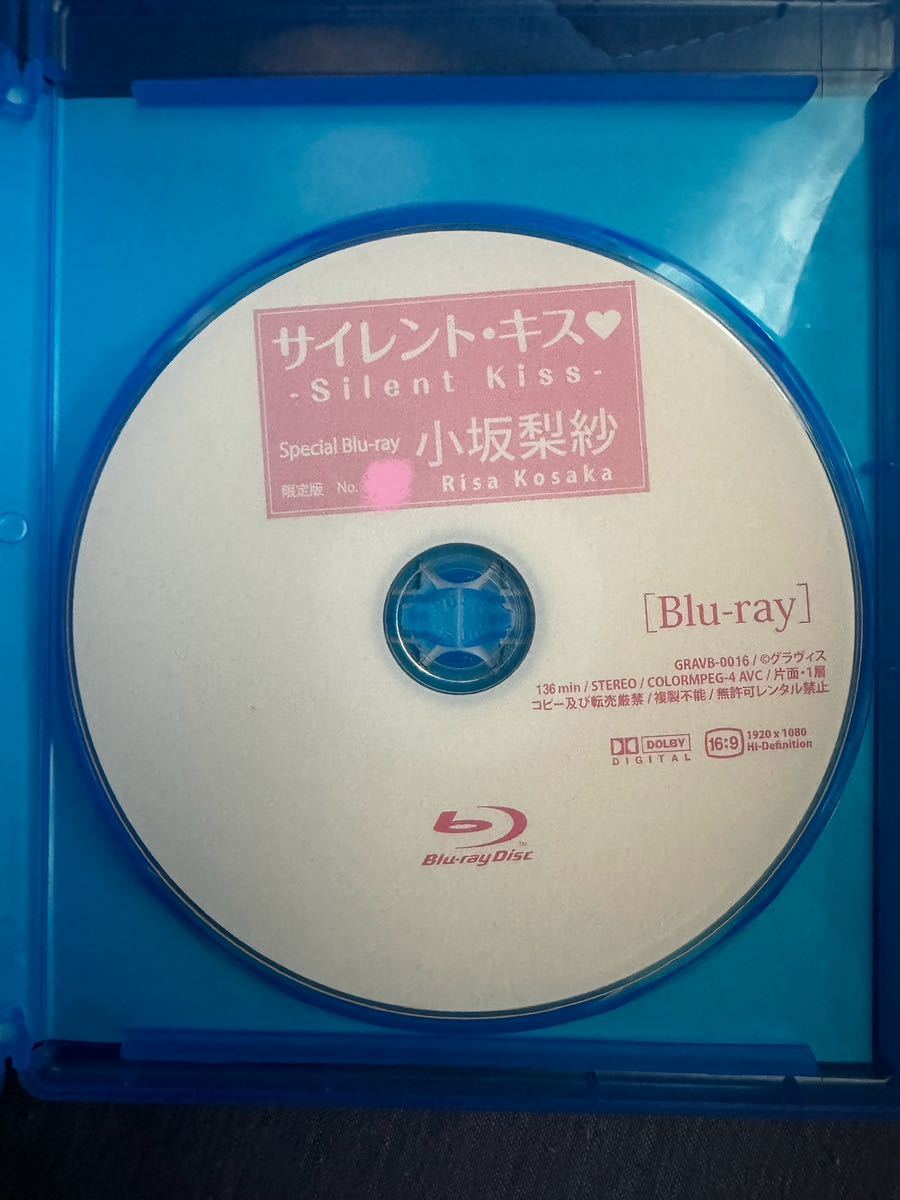 サイレント・キス♥
-Silent Kiss-
Special Blu-ray 小坂梨紗
限定版 No. Risa Kosaka
[Blu-ray]
GRAVB-0016 / ©グラヴィス
136 min / STEREO / COLORMPEG-4 AVC / 片面・1層
コピー及び転売厳禁 / 複製不能 / 無許可レンタル禁止
DOLBY DIGITAL 16:9 1920 x 1080
Hi-Definition
Blu-ray Disc™